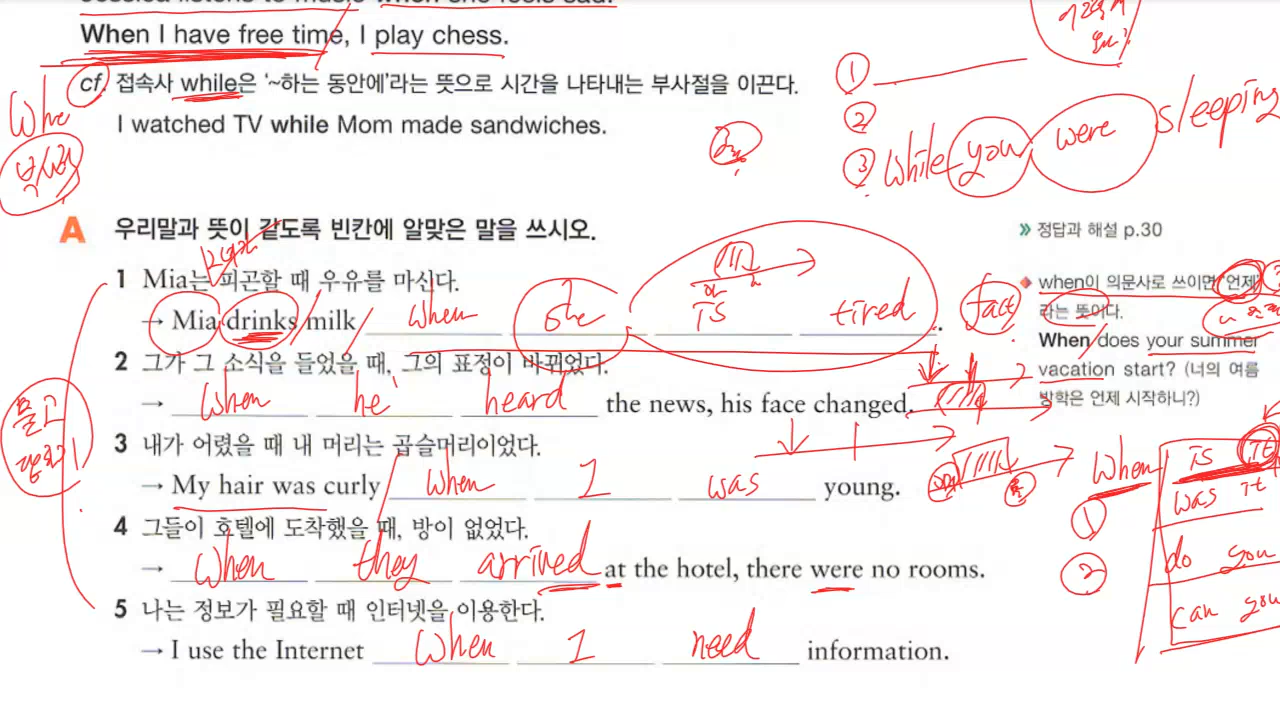 When I have free time, I play chess.
cf. 접속사 while은 '~하는 동안에'라는 뜻으로 시간을 나타내는 부사절을 이끈다.
I watched TV while Mom made sandwiches.
Whe
부사절
①
②
③ While you were sleeping
A 우리말과 뜻이 같도록 빈칸에 알맞은 말을 쓰시오.
1 Mia는 피곤할 때 우유를 마신다.
→ Mia drinks milk when she is tired.
fact
2 그가 그 소식을 들었을 때, 그의 표정이 바뀌었다.
→ When he heard the news, his face changed.
3 내가 어렸을 때 내 머리는 곱슬머리이었다.
→ My hair was curly when I was young.
4 그들이 호텔에 도착했을 때, 방이 없었다.
→ When they arrived at the hotel, there were no rooms.
5 나는 정보가 필요할 때 인터넷을 이용한다.
→ I use the Internet when I need information.
» 정답과 해설 p.30
when이 의문사로 쓰이면 '언제'
라는 뜻이다.
When does your summer
vacation start? (너의 여름
방학은 언제 시작하니?)
When is it
① was it
② do you
can you